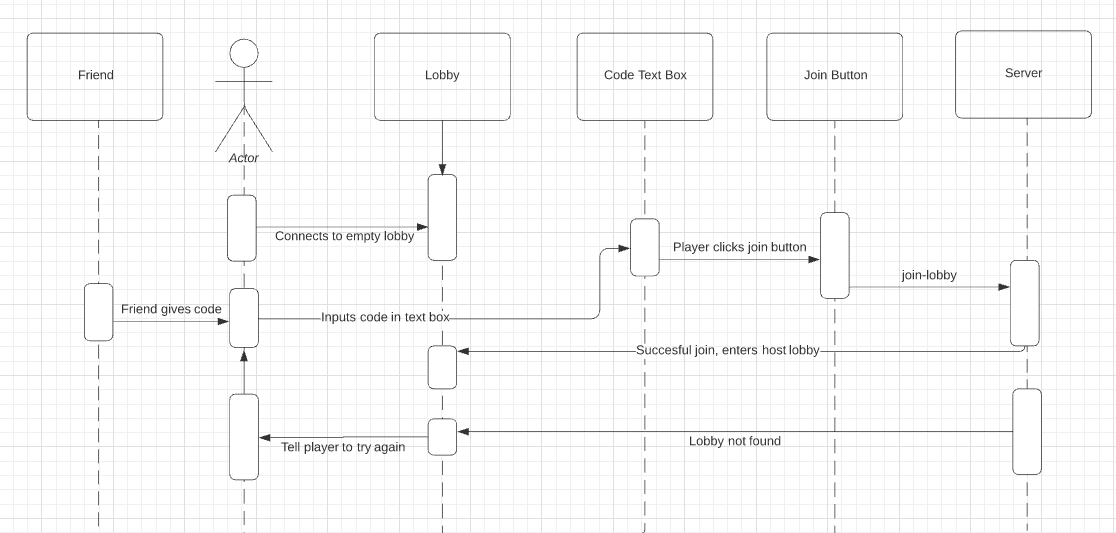 Friend
Actor
Lobby
Code Text Box
Join Button
Server
Connects to empty lobby
Player clicks join button
join-lobby
Friend gives code
Inputs code in text box
Succesful join, enters host lobby
Tell player to try again
Lobby not found